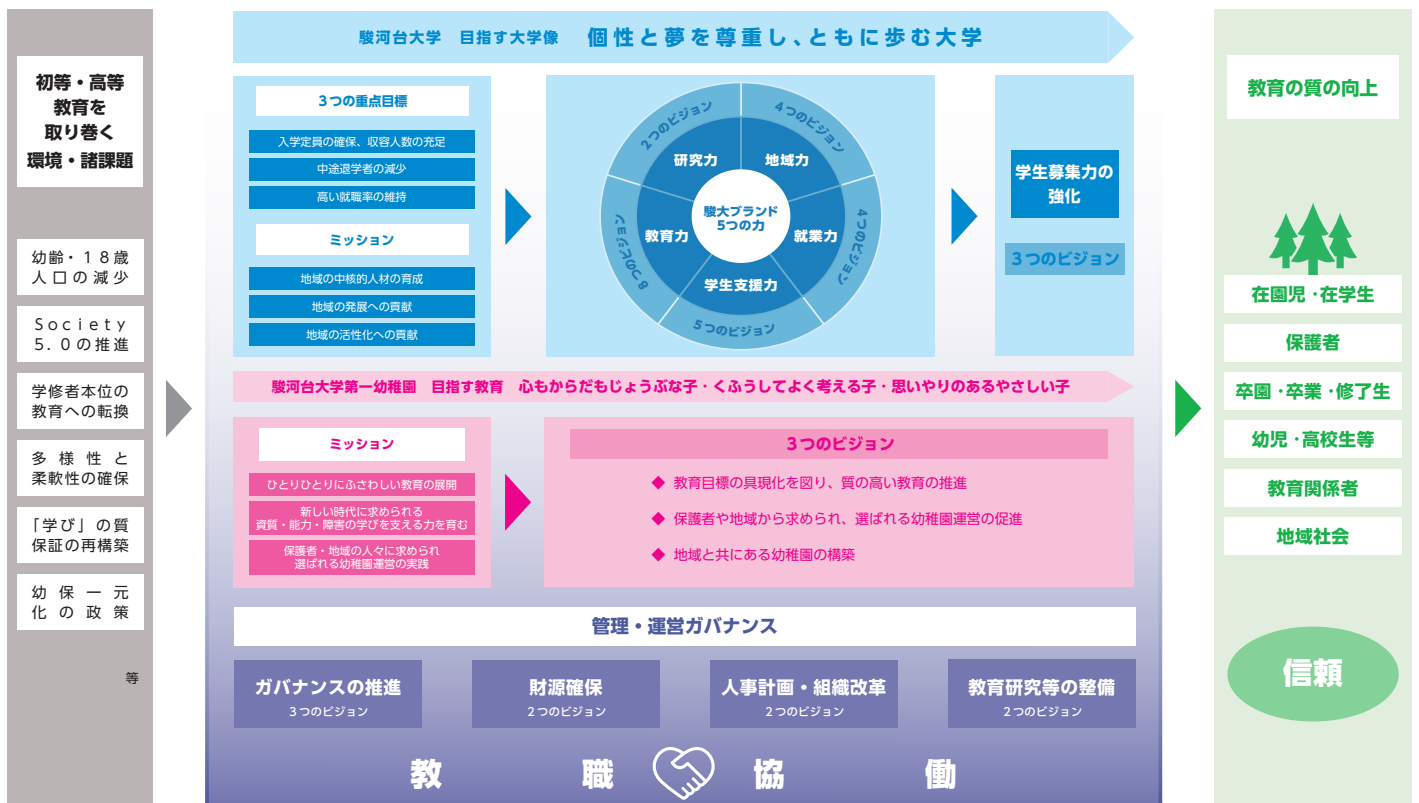 初等・高等
教育を
取り巻く
環境・諸課題
幼齢・１８歳
人口の減少
Society
5.0の推進
学修者本位の
教育への転換
多様性と
柔軟性の確保
「学び」の質
保証の再構築
幼保一元
化の政策
等
駿河台大学　目指す大学像　個性と夢を尊重し、ともに歩む大学
３つの重点目標
入学定員の確保、収容人数の充足
中途退学者の減少
高い就職率の維持
ミッション
地域の中核的人材の育成
地域の発展への貢献
地域の活性化への貢献
2つのビジョン
4つのビジョン
研究力
地域力
駿大ブランド
5つの力
教育力
就業力
学生支援力
8つのビジョン
4つのビジョン
5つのビジョン
学生募集力の
強化
３つのビジョン
駿河台大学第一幼稚園　目指す教育　心もからだもじょうぶな子・くふうしてよく考える子・思いやりのあるやさしい子
ミッション
ひとりひとりにふさわしい教育の展開
新しい時代に求められる
資質・能力・障害の学びを支える力を育む
保護者・地域の人々に求められ
選ばれる幼稚園運営の実践
３つのビジョン
◆ 教育目標の具現化を図り、質の高い教育の推進
◆ 保護者や地域から求められ、選ばれる幼稚園運営の促進
◆ 地域と共にある幼稚園の構築
管理・運営ガバナンス
ガバナンスの推進
３つのビジョン
財源確保
２つのビジョン
人事計画・組織改革
２つのビジョン
教育研究等の整備
２つのビジョン
教職協働
教育の質の向上
在園児・在学生
保護者
卒園・卒業・修了生
幼児・高校生等
教育関係者
地域社会
信頼